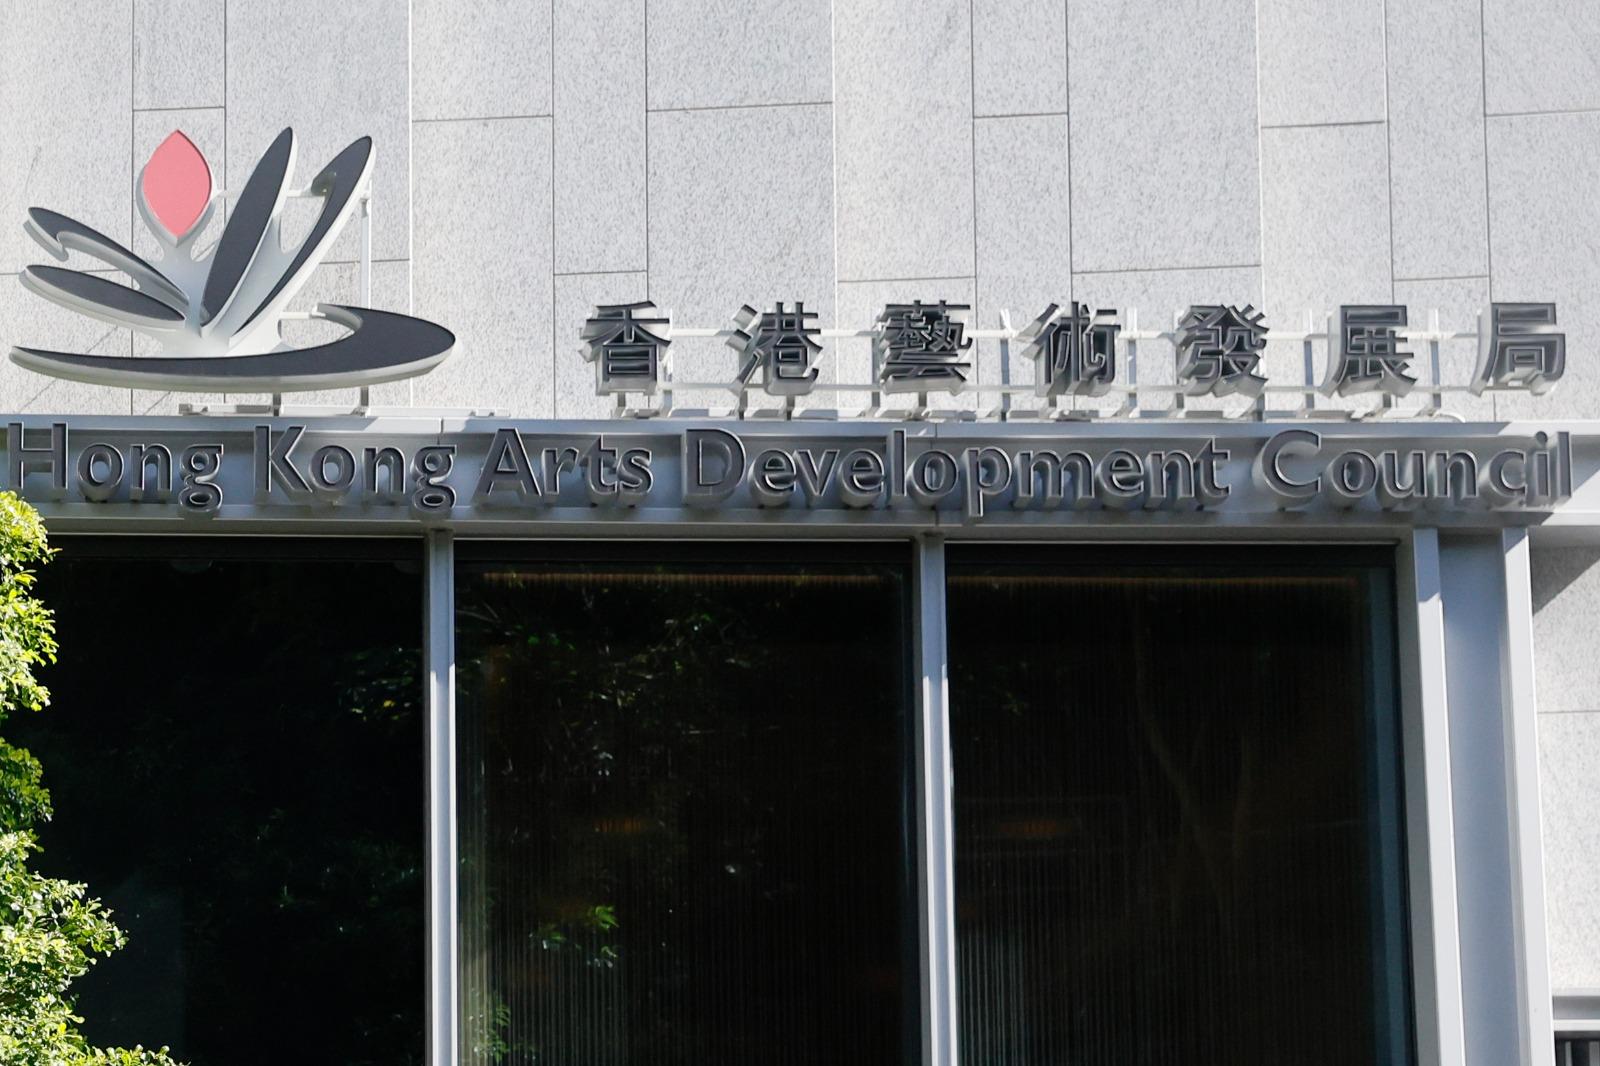 香港藝術發展局
Hong Kong Arts Development Council